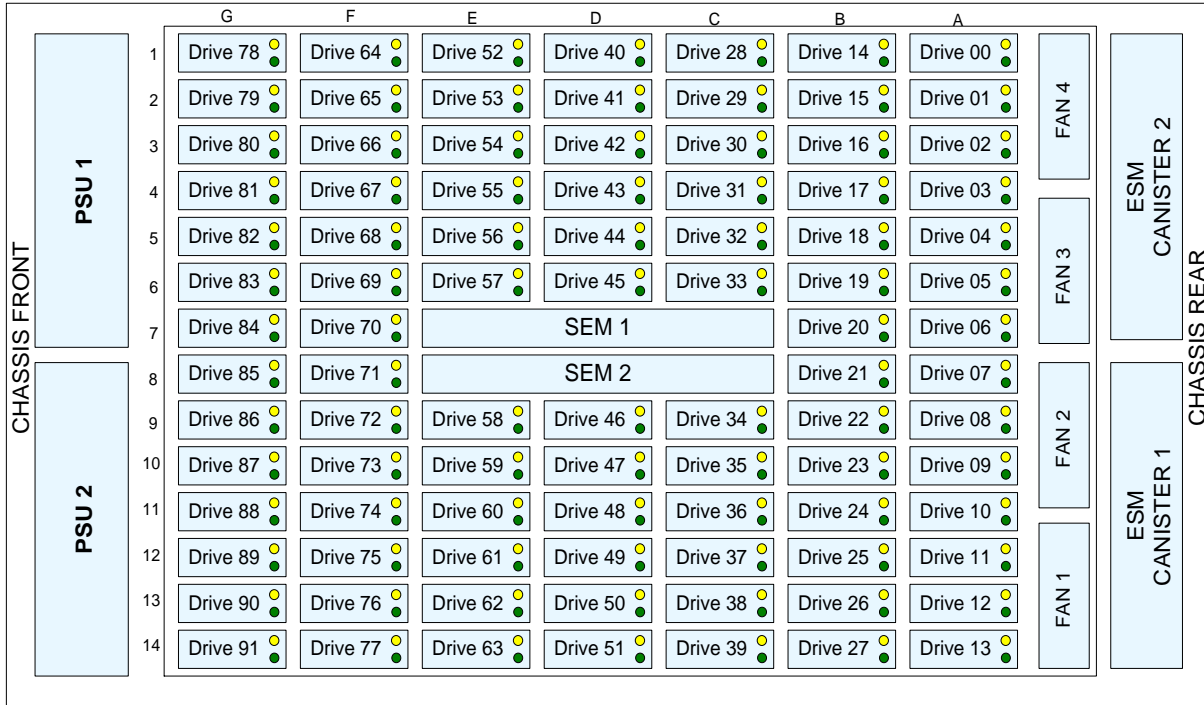 G F E D C B A
1 Drive 78 Drive 64 Drive 52 Drive 40 Drive 28 Drive 14 Drive 00
2 Drive 79 Drive 65 Drive 53 Drive 41 Drive 29 Drive 15 Drive 01
3 Drive 80 Drive 66 Drive 54 Drive 42 Drive 30 Drive 16 Drive 02
4 Drive 81 Drive 67 Drive 55 Drive 43 Drive 31 Drive 17 Drive 03
5 Drive 82 Drive 68 Drive 56 Drive 44 Drive 32 Drive 18 Drive 04
6 Drive 83 Drive 69 Drive 57 Drive 45 Drive 33 Drive 19 Drive 05
7 Drive 84 Drive 70 SEM 1 Drive 20 Drive 06
8 Drive 85 Drive 71 SEM 2 Drive 21 Drive 07
9 Drive 86 Drive 72 Drive 58 Drive 46 Drive 34 Drive 22 Drive 08
10 Drive 87 Drive 73 Drive 59 Drive 47 Drive 35 Drive 23 Drive 09
11 Drive 88 Drive 74 Drive 60 Drive 48 Drive 36 Drive 24 Drive 10
12 Drive 89 Drive 75 Drive 61 Drive 49 Drive 37 Drive 25 Drive 11
13 Drive 90 Drive 76 Drive 62 Drive 50 Drive 38 Drive 26 Drive 12
14 Drive 91 Drive 77 Drive 63 Drive 51 Drive 39 Drive 27 Drive 13
CHASSIS FRONT
PSU 1
PSU 2
FAN 4
FAN 3
FAN 2
FAN 1
ESM
CANISTER 2
ESM
CANISTER 1
CHASSIS REAR